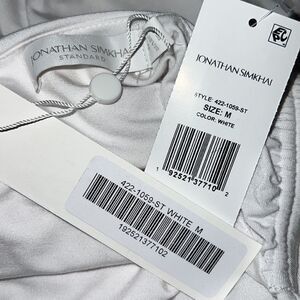 JONATHAN SIMKHAI
STANDARD
JONATHAN SIMKHAI
STYLE: 422-1059-ST
SIZE: M
COLOR: WHITE
1 92521 37710 2
422-1059-ST WHITE M
192521377102